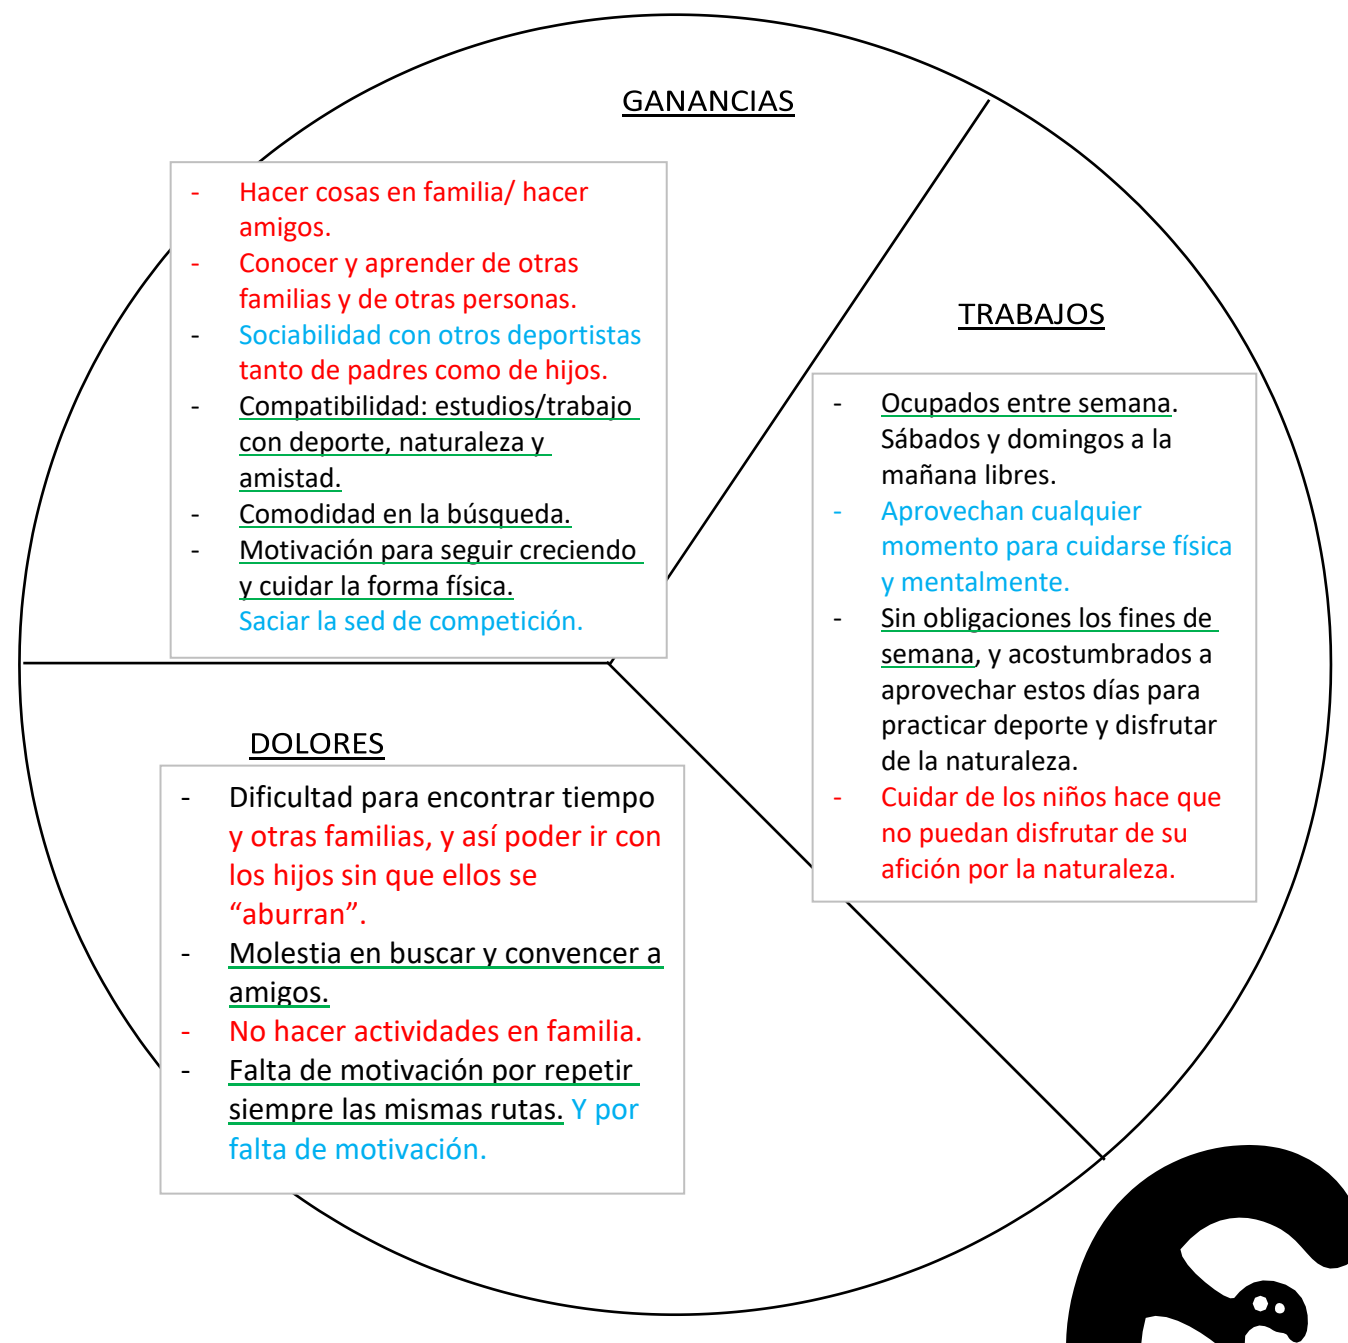 GANANCIAS
- Hacer cosas en familia/ hacer
amigos.
- Conocer y aprender de otras
familias y de otras personas.
- Sociabilidad con otros deportistas
tanto de padres como de hijos.
- Compatibilidad: estudios/trabajo
con deporte, naturaleza y
amistad.
- Comodidad en la búsqueda.
- Motivación para seguir creciendo
y cuidar la forma física.
Saciar la sed de competición.
TRABAJOS
- Ocupados entre semana.
Sábados y domingos a la
mañana libres.
- Aprovechan cualquier
momento para cuidarse física
y mentalmente.
- Sin obligaciones los fines de
semana, y acostumbrados a
aprovechar estos días para
practicar deporte y disfrutar
de la naturaleza.
- Cuidar de los niños hace que
no puedan disfrutar de su
afición por la naturaleza.
DOLORES
- Dificultad para encontrar tiempo
y otras familias, y así poder ir con
los hijos sin que ellos se
“aburran”.
- Molestia en buscar y convencer a
amigos.
- No hacer actividades en familia.
- Falta de motivación por repetir
siempre las mismas rutas. Y por
falta de motivación.